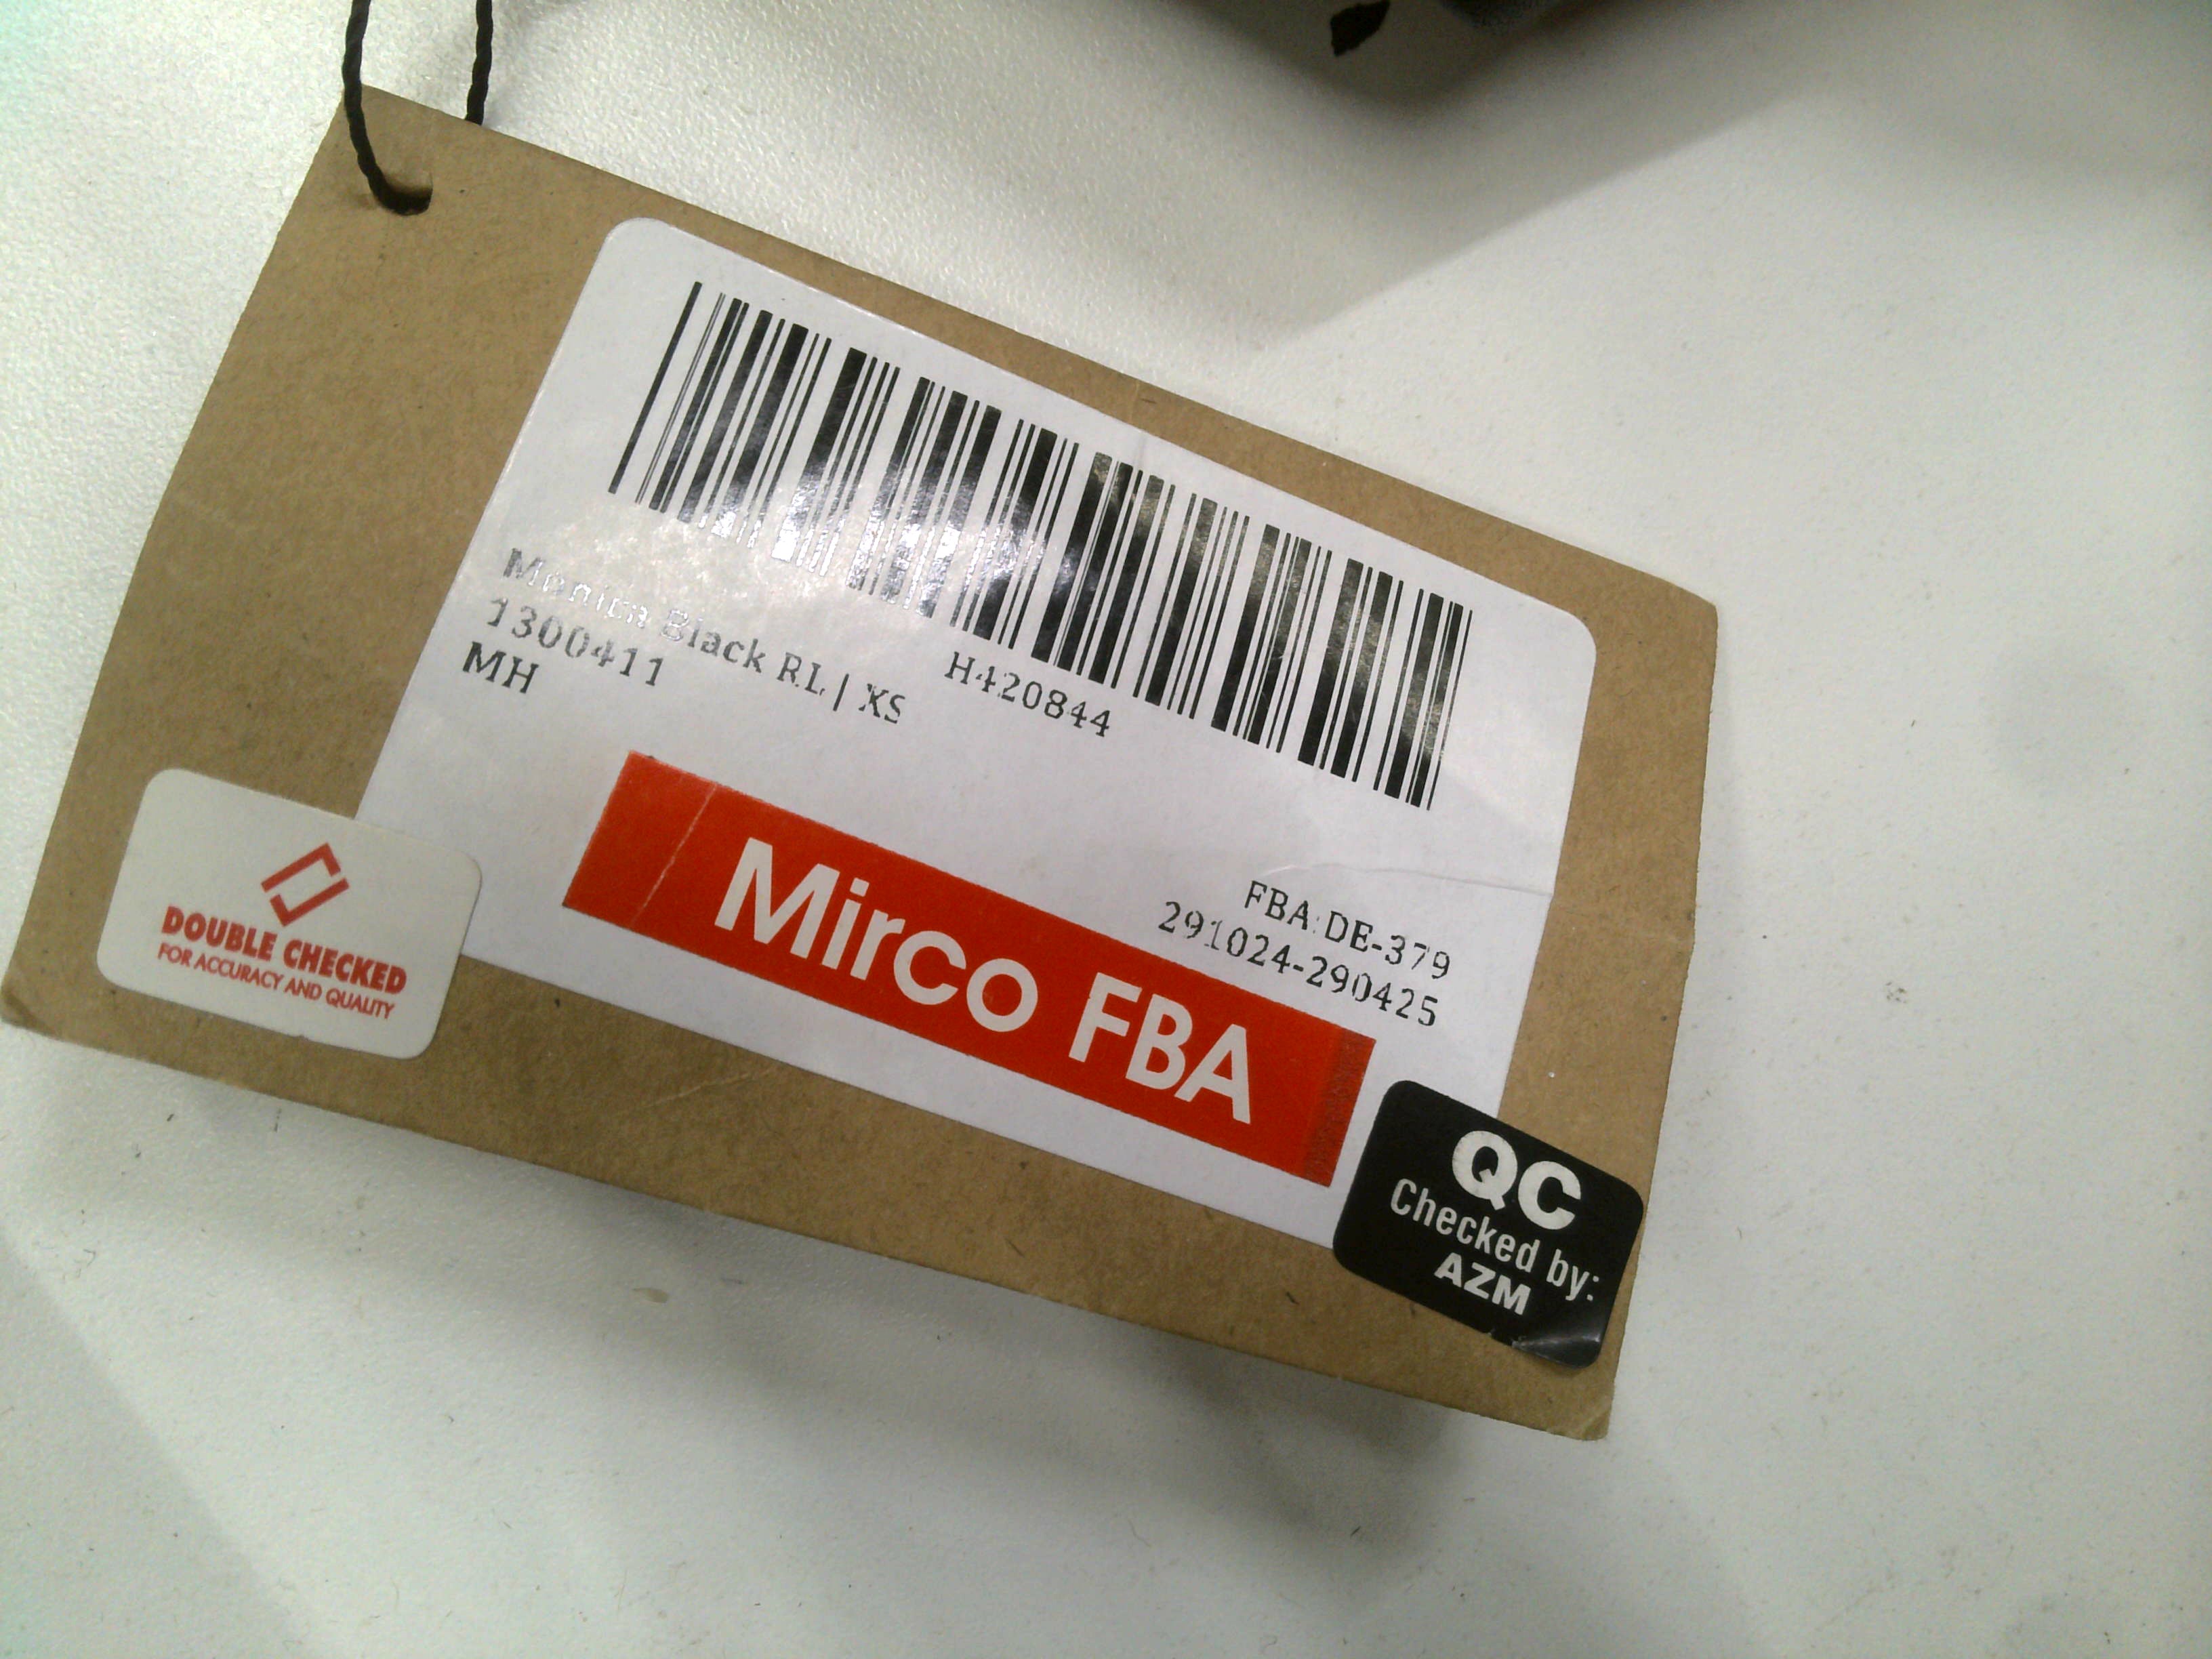 H420844
Monica Black RL | XS
1300411
MH
FBA: DE-379
291024-290425
Mirco FBA
DOUBLE CHECKED
FOR ACCURACY AND QUALITY
QC
Checked by:
AZM